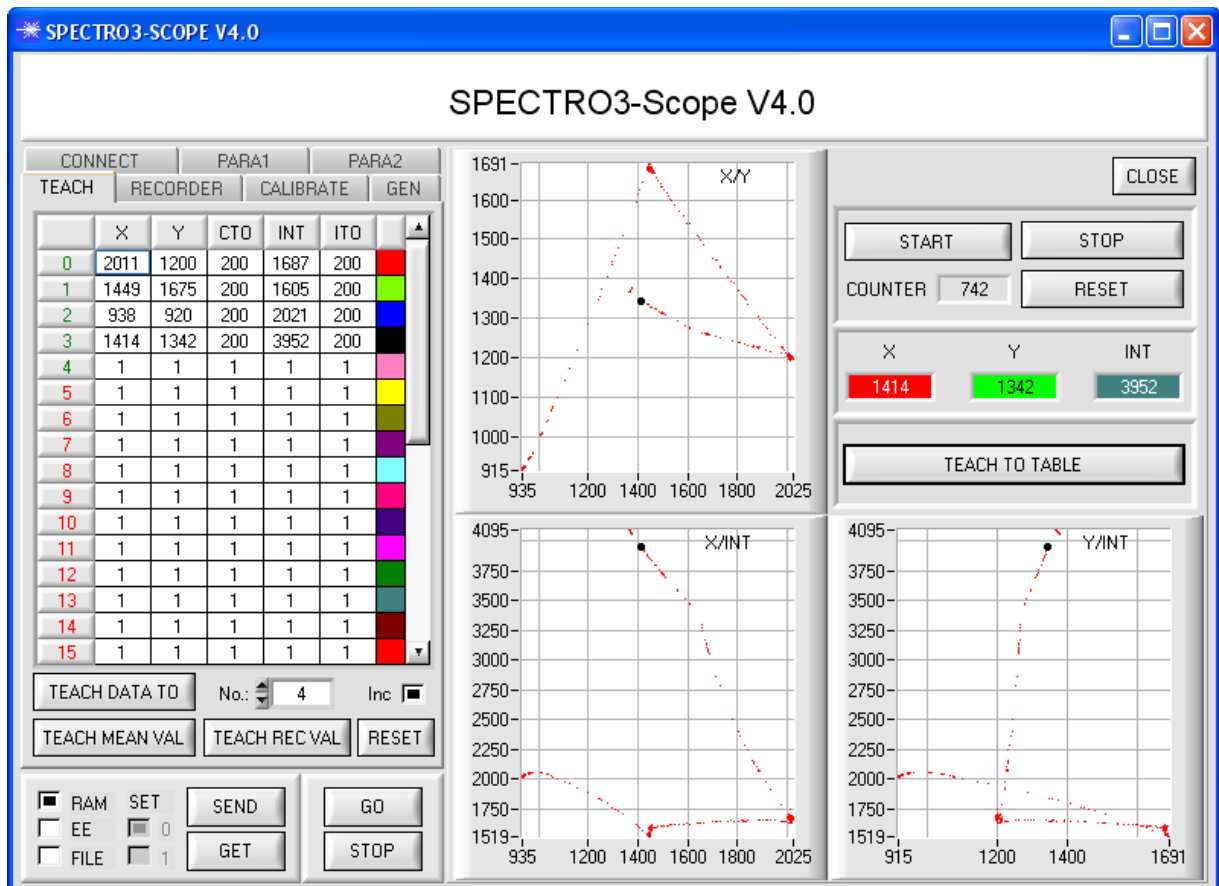 SPECTRO3-SCOPE V4.0
SPECTRO3-Scope V4.0
CONNECT PARA1 PARA2
TEACH RECORDER CALIBRATE GEN
X Y CTO INT ITO
0 2011 1200 200 1687 200
1 1449 1675 200 1605 200
2 938 920 200 2021 200
3 1414 1342 200 3952 200
4 1 1 1 1 1
5 1 1 1 1 1
6 1 1 1 1 1
7 1 1 1 1 1
8 1 1 1 1 1
9 1 1 1 1 1
10 1 1 1 1 1
11 1 1 1 1 1
12 1 1 1 1 1
13 1 1 1 1 1
14 1 1 1 1 1
15 1 1 1 1 1
TEACH DATA TO No.: 4 Inc
TEACH MEAN VAL TEACH REC VAL RESET
RAM SET SEND GO
EE 0
FILE 1 GET STOP
X/Y
1691
1600
1500
1400
1300
1200
1100
1000
915
935 1200 1400 1600 1800 2025
CLOSE
START STOP
COUNTER 742 RESET
X Y INT
1414 1342 3952
TEACH TO TABLE
X/INT
4095
3750
3500
3250
3000
2750
2500
2250
2000
1750
1519
935 1200 1400 1600 1800 2025
Y/INT
4095
3750
3500
3250
3000
2750
2500
2250
2000
1750
1519
915 1200 1400 1691